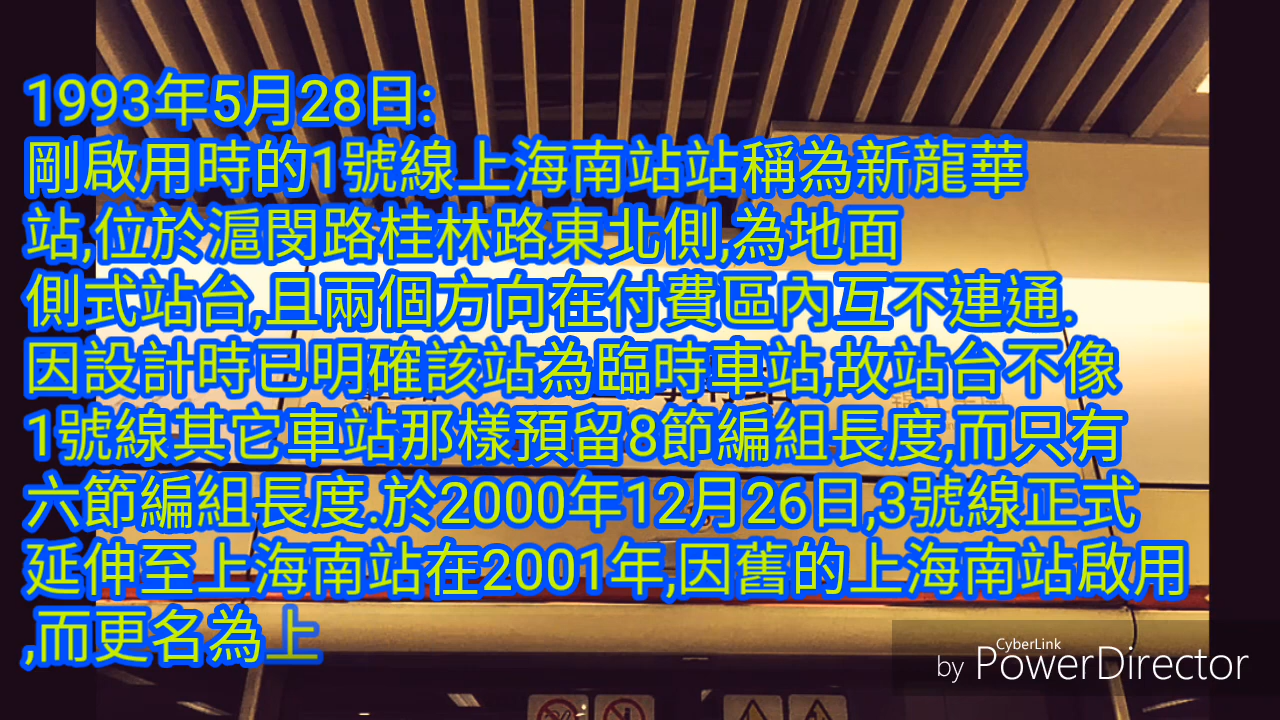 1993年5月28日:
剛啟用時的1號線上海南站站稱為新龍華
站,位於滬閔路桂林路東北側,為地面
側式站台,且兩個方向在付費區內互不連通.
因設計時已明確該站為臨時車站,故站台不像
1號線其它車站那樣預留8節編組長度,而只有
六節編組長度.於2000年12月26日,3號線正式
延伸至上海南站在2001年,因舊的上海南站啟用
,而更名為上
CyberLink
by PowerDirector